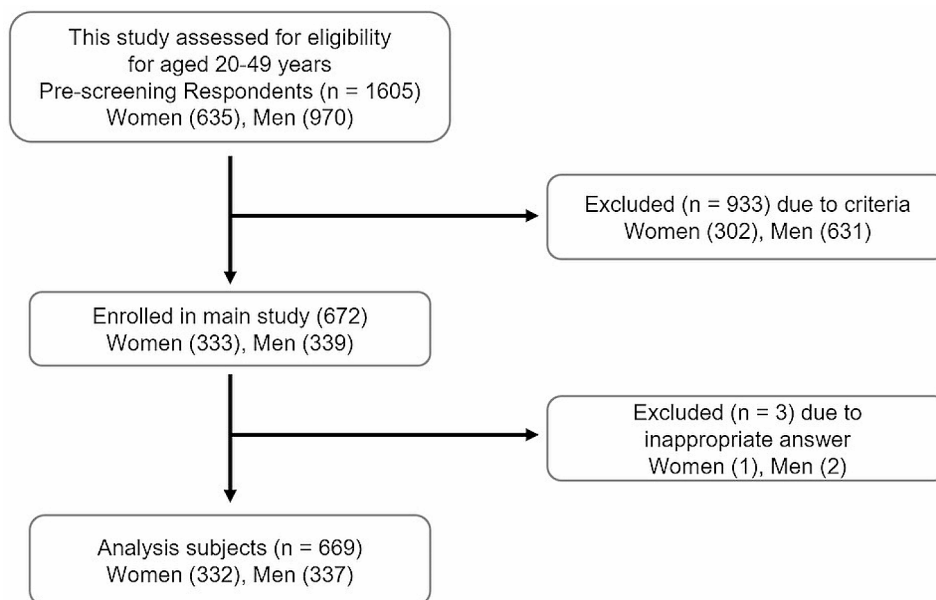 This study assessed for eligibility
for aged 20-49 years
Pre-screening Respondents (n = 1605)
Women (635), Men (970)
Excluded (n = 933) due to criteria
Women (302), Men (631)
Enrolled in main study (672)
Women (333), Men (339)
Excluded (n = 3) due to
inappropriate answer
Women (1), Men (2)
Analysis subjects (n = 669)
Women (332), Men (337)